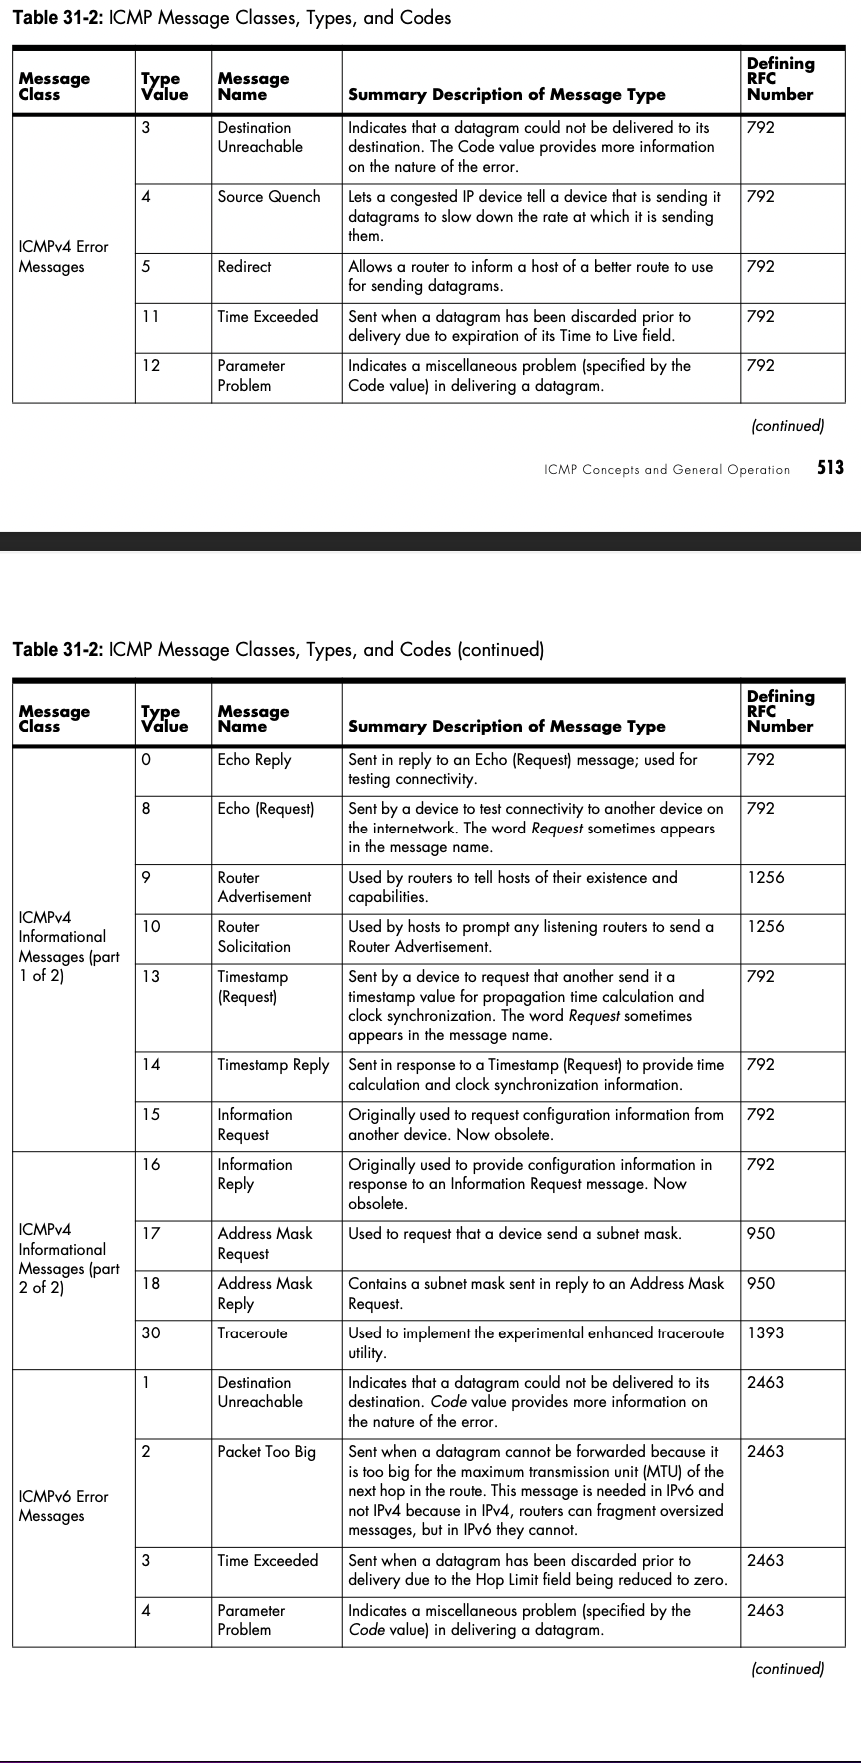 Table 31-2: ICMP Message Classes, Types, and Codes
Message Class
Type Value
Message Name
Summary Description of Message Type
Defining RFC Number
ICMPv4 Error
Messages
3
Destination
Unreachable
Indicates that a datagram could not be delivered to its
destination. The Code value provides more information
on the nature of the error.
792
4
Source Quench
Lets a congested IP device tell a device that is sending it
datagrams to slow down the rate at which it is sending
them.
792
5
Redirect
Allows a router to inform a host of a better route to use
for sending datagrams.
792
11
Time Exceeded
Sent when a datagram has been discarded prior to
delivery due to expiration of its Time to Live field.
792
12
Parameter
Problem
Indicates a miscellaneous problem (specified by the
Code value) in delivering a datagram.
792
(continued)
ICMP Concepts and General Operation 513
Table 31-2: ICMP Message Classes, Types, and Codes (continued)
Message Class
Type Value
Message Name
Summary Description of Message Type
Defining RFC Number
ICMPv4
Informational
Messages (part
1 of 2)
0
Echo Reply
Sent in reply to an Echo (Request) message; used for
testing connectivity.
792
8
Echo (Request)
Sent by a device to test connectivity to another device on
the internetwork. The word Request sometimes appears
in the message name.
792
9
Router
Advertisement
Used by routers to tell hosts of their existence and
capabilities.
1256
10
Router
Solicitation
Used by hosts to prompt any listening routers to send a
Router Advertisement.
1256
13
Timestamp
(Request)
Sent by a device to request that another send it a
timestamp value for propagation time calculation and
clock synchronization. The word Request sometimes
appears in the message name.
792
14
Timestamp Reply
Sent in response to a Timestamp (Request) to provide time
calculation and clock synchronization information.
792
15
Information
Request
Originally used to request configuration information from
another device. Now obsolete.
792
ICMPv4
Informational
Messages (part
2 of 2)
16
Information
Reply
Originally used to provide configuration information in
response to an Information Request message. Now
obsolete.
792
17
Address Mask
Request
Used to request that a device send a subnet mask.
950
18
Address Mask
Reply
Contains a subnet mask sent in reply to an Address Mask
Request.
950
30
Traceroute
Used to implement the experimental enhanced traceroute
utility.
1393
ICMPv6 Error
Messages
1
Destination
Unreachable
Indicates that a datagram could not be delivered to its
destination. Code value provides more information on
the nature of the error.
2463
2
Packet Too Big
Sent when a datagram cannot be forwarded because it
is too big for the maximum transmission unit (MTU) of the
next hop in the route. This message is needed in IPv6 and
not IPv4 because in IPv4, routers can fragment oversized
messages, but in IPv6 they cannot.
2463
3
Time Exceeded
Sent when a datagram has been discarded prior to
delivery due to the Hop Limit field being reduced to zero.
2463
4
Parameter
Problem
Indicates a miscellaneous problem (specified by the
Code value) in delivering a datagram.
2463
(continued)